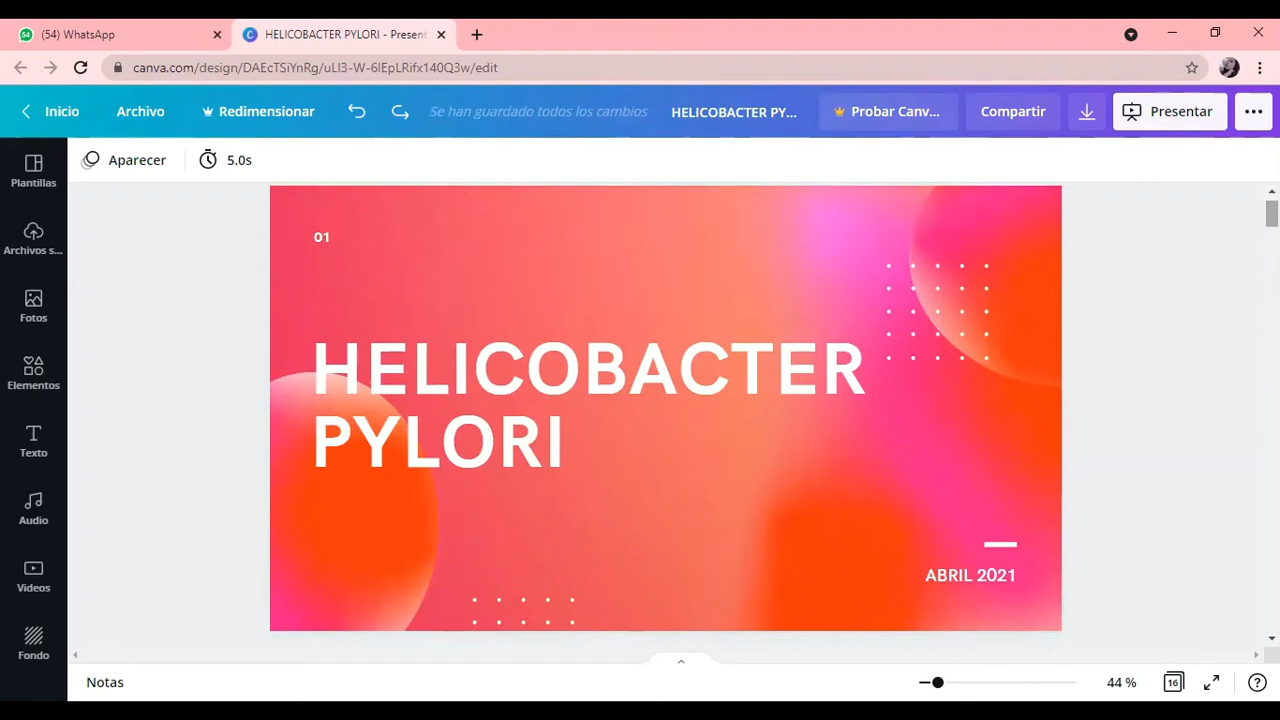 54 (54) WhatsApp
HELICOBACTER PYLORI - Present
canva.com/design/DAEcTSiYnRg/uLI3-W-6lEpLRifx140Q3w/edit
Inicio Archivo Redimensionar Se han guardado todos los cambios HELICOBACTER PY... Probar Canv... Compartir Presentar
Aparecer 5.0s
Plantillas
Archivos s...
Fotos
Elementos
Texto
Audio
Videos
Fondo
01
HELICOBACTER
PYLORI
ABRIL 2021
Notas 44 % 16